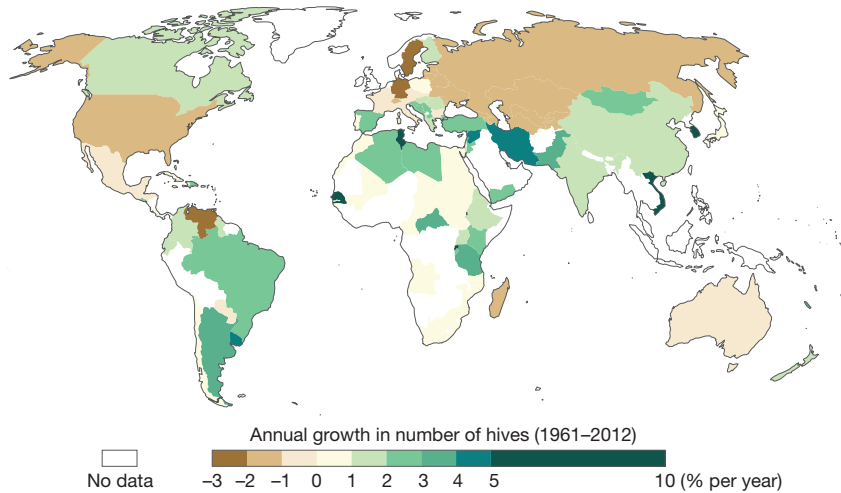 Annual growth in number of hives (1961–2012)
No data
–3 –2 –1 0 1 2 3 4 5 10 (% per year)